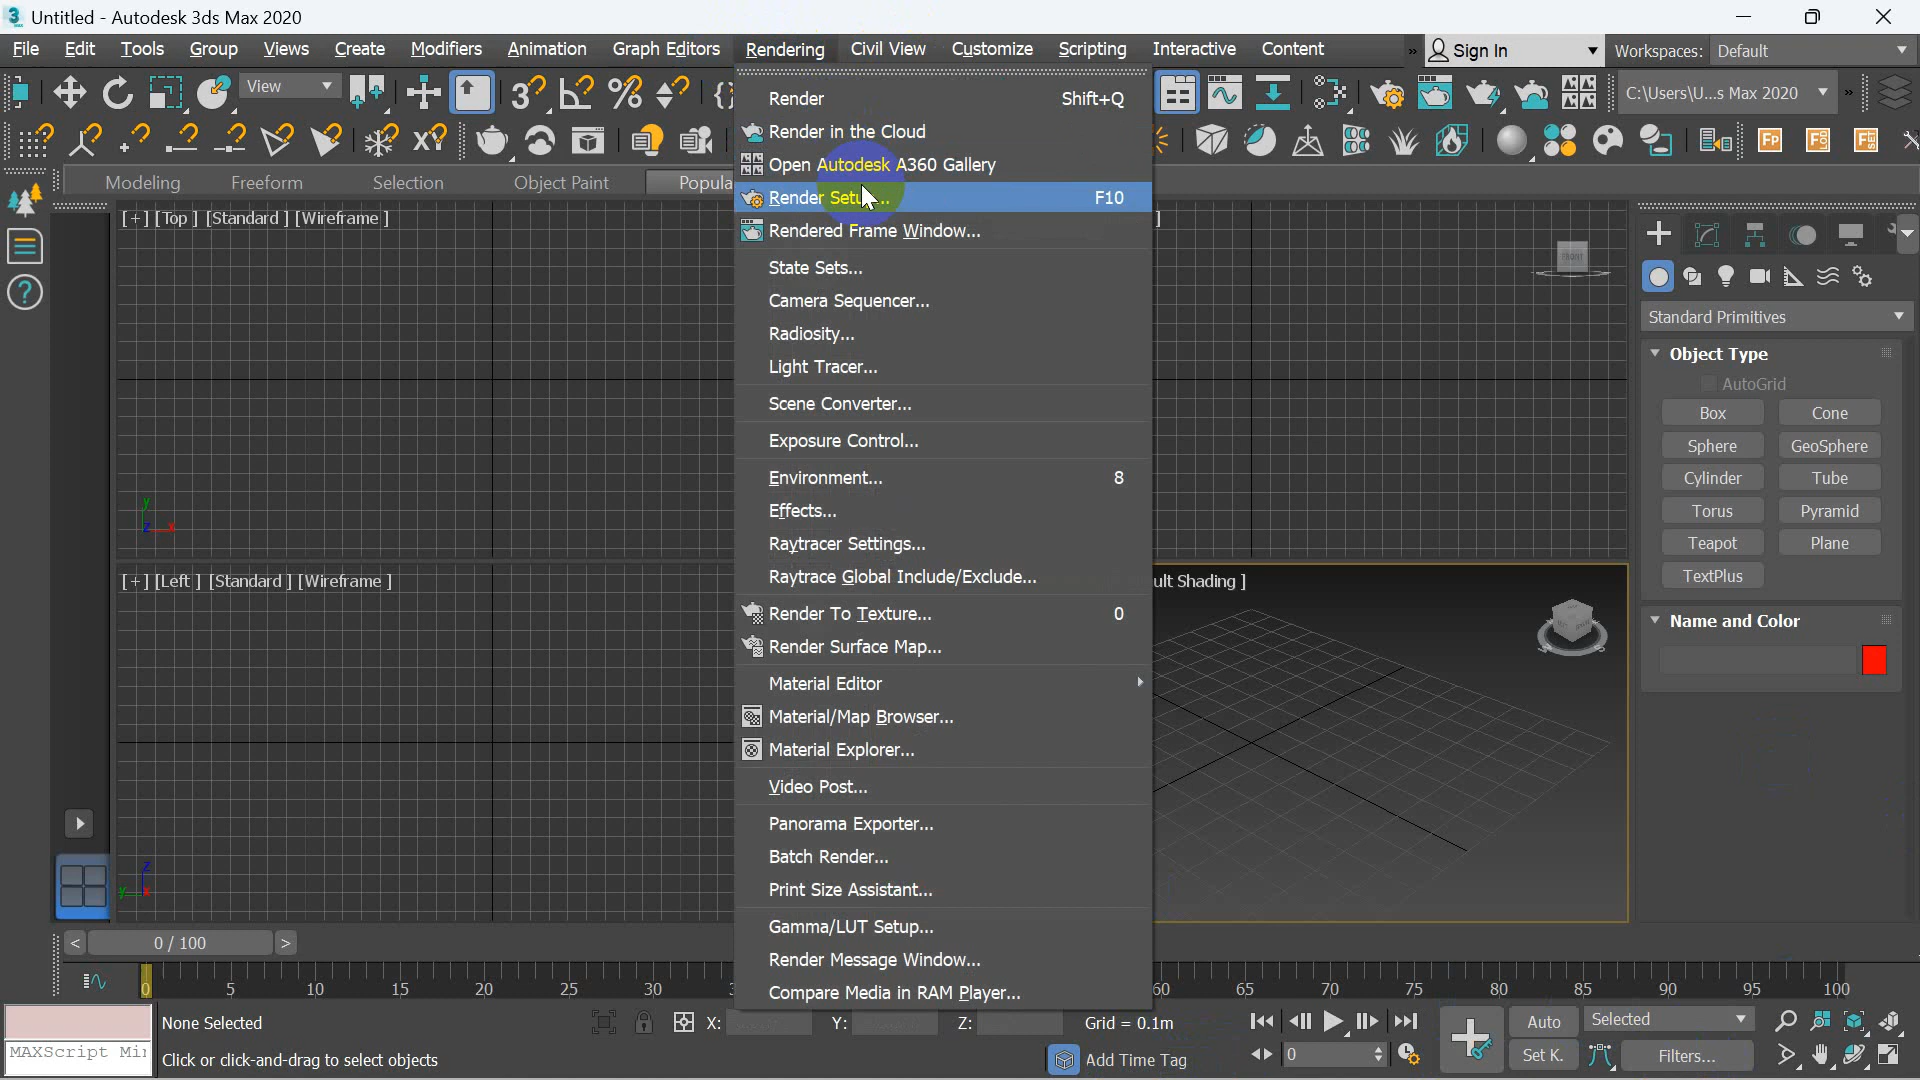 Untitled - Autodesk 3ds Max 2020
File Edit Tools Group Views Create Modifiers Animation Graph Editors Rendering Civil View Customize Scripting Interactive Content » Sign In Workspaces: Default
View C:\Users\U...s Max 2020 »
Modeling Freeform Selection Object Paint Popula
Render Shift+Q
Render in the Cloud
Open Autodesk A360 Gallery
Render Setu... F10
Rendered Frame Window...
State Sets...
Camera Sequencer...
Radiosity...
Light Tracer...
Scene Converter...
Exposure Control...
Environment... 8
Effects...
Raytracer Settings...
Raytrace Global Include/Exclude...
Render To Texture... 0
Render Surface Map...
Material Editor
Material/Map Browser...
Material Explorer...
Video Post...
Panorama Exporter...
Batch Render...
Print Size Assistant...
Gamma/LUT Setup...
Render Message Window...
Compare Media in RAM Player...
[+] [Top ] [Standard ] [Wireframe ]
]
FRONT
y
z x
[+] [Left ] [Standard ] [Wireframe ]
ult Shading ]
z
y x
Standard Primitives
Object Type
AutoGrid
Box Cone
Sphere GeoSphere
Cylinder Tube
Torus Pyramid
Teapot Plane
TextPlus
Name and Color
< 0 / 100 >
0 5 10 15 20 25 30 60 65 70 75 80 85 90 95 100
None Selected X: Y: Z: Grid = 0.1m Auto Selected
MAXScript Mi Click or click-and-drag to select objects Add Time Tag 0 Set K. Filters...